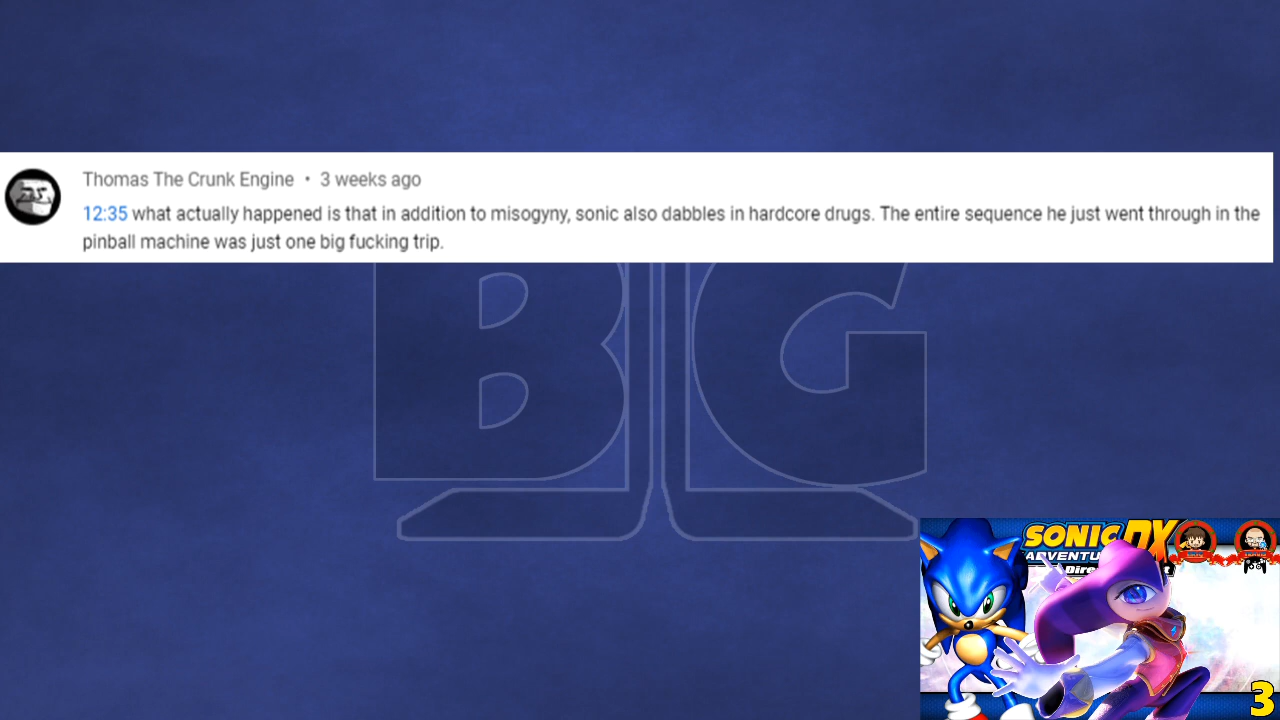 Thomas The Crunk Engine • 3 weeks ago
12:35 what actually happened is that in addition to misogyny, sonic also dabbles in hardcore drugs. The entire sequence he just went through in the
pinball machine was just one big fucking trip.
BG
SONIC DX
ADVENTU
Dire t
3